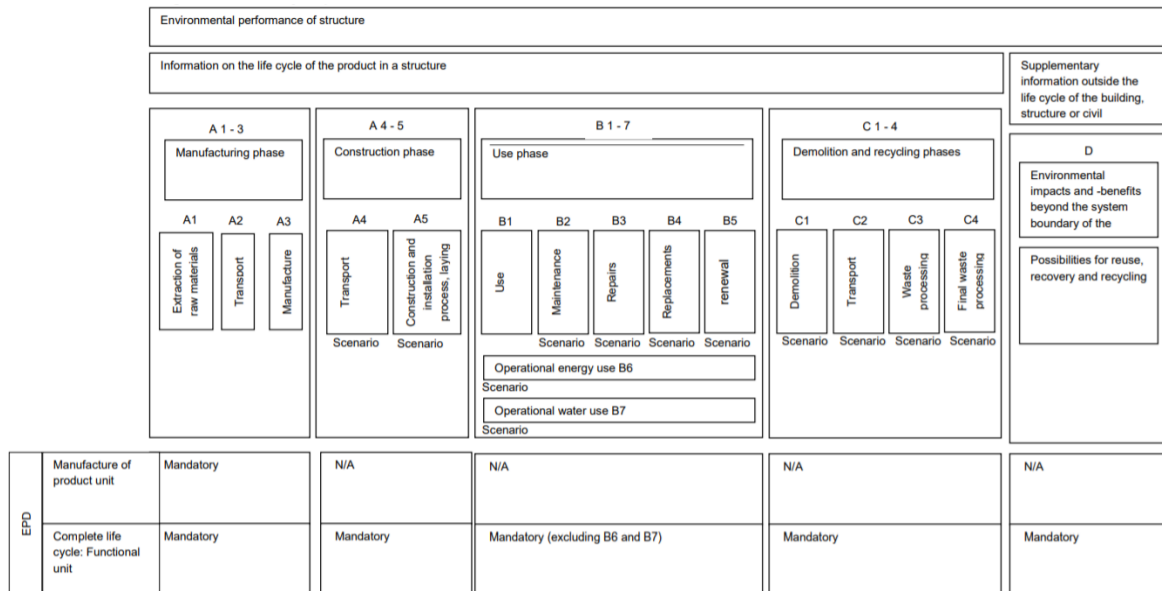 Environmental performance of structure
Information on the life cycle of the product in a structure
Supplementary
information outside the
life cycle of the building,
structure or civil
A 1 - 3
Manufacturing phase
A 4 - 5
Construction phase
B 1 - 7
Use phase
C 1 - 4
Demolition and recycling phases
D
Environmental
impacts and -benefits
beyond the system
boundary of the
A1
A2
A3
A4
A5
B1
B2
B3
B4
B5
C1
C2
C3
C4
Extraction of
raw materials
Transport
Manufacture
Transport
Construction and
installation
process, laying
Use
Maintenance
Repairs
Replacements
renewal
Demolition
Transport
Waste
processing
Final waste
processing
Possibilities for reuse,
recovery and recycling
Scenario
Scenario
Scenario
Scenario
Scenario
Scenario
Scenario
Scenario
Scenario
Scenario
Operational energy use B6
Scenario
Operational water use B7
Scenario
EPD
Manufacture of
product unit
Mandatory
N/A
N/A
N/A
N/A
Complete life
cycle: Functional
unit
Mandatory
Mandatory
Mandatory (excluding B6 and B7)
Mandatory
Mandatory